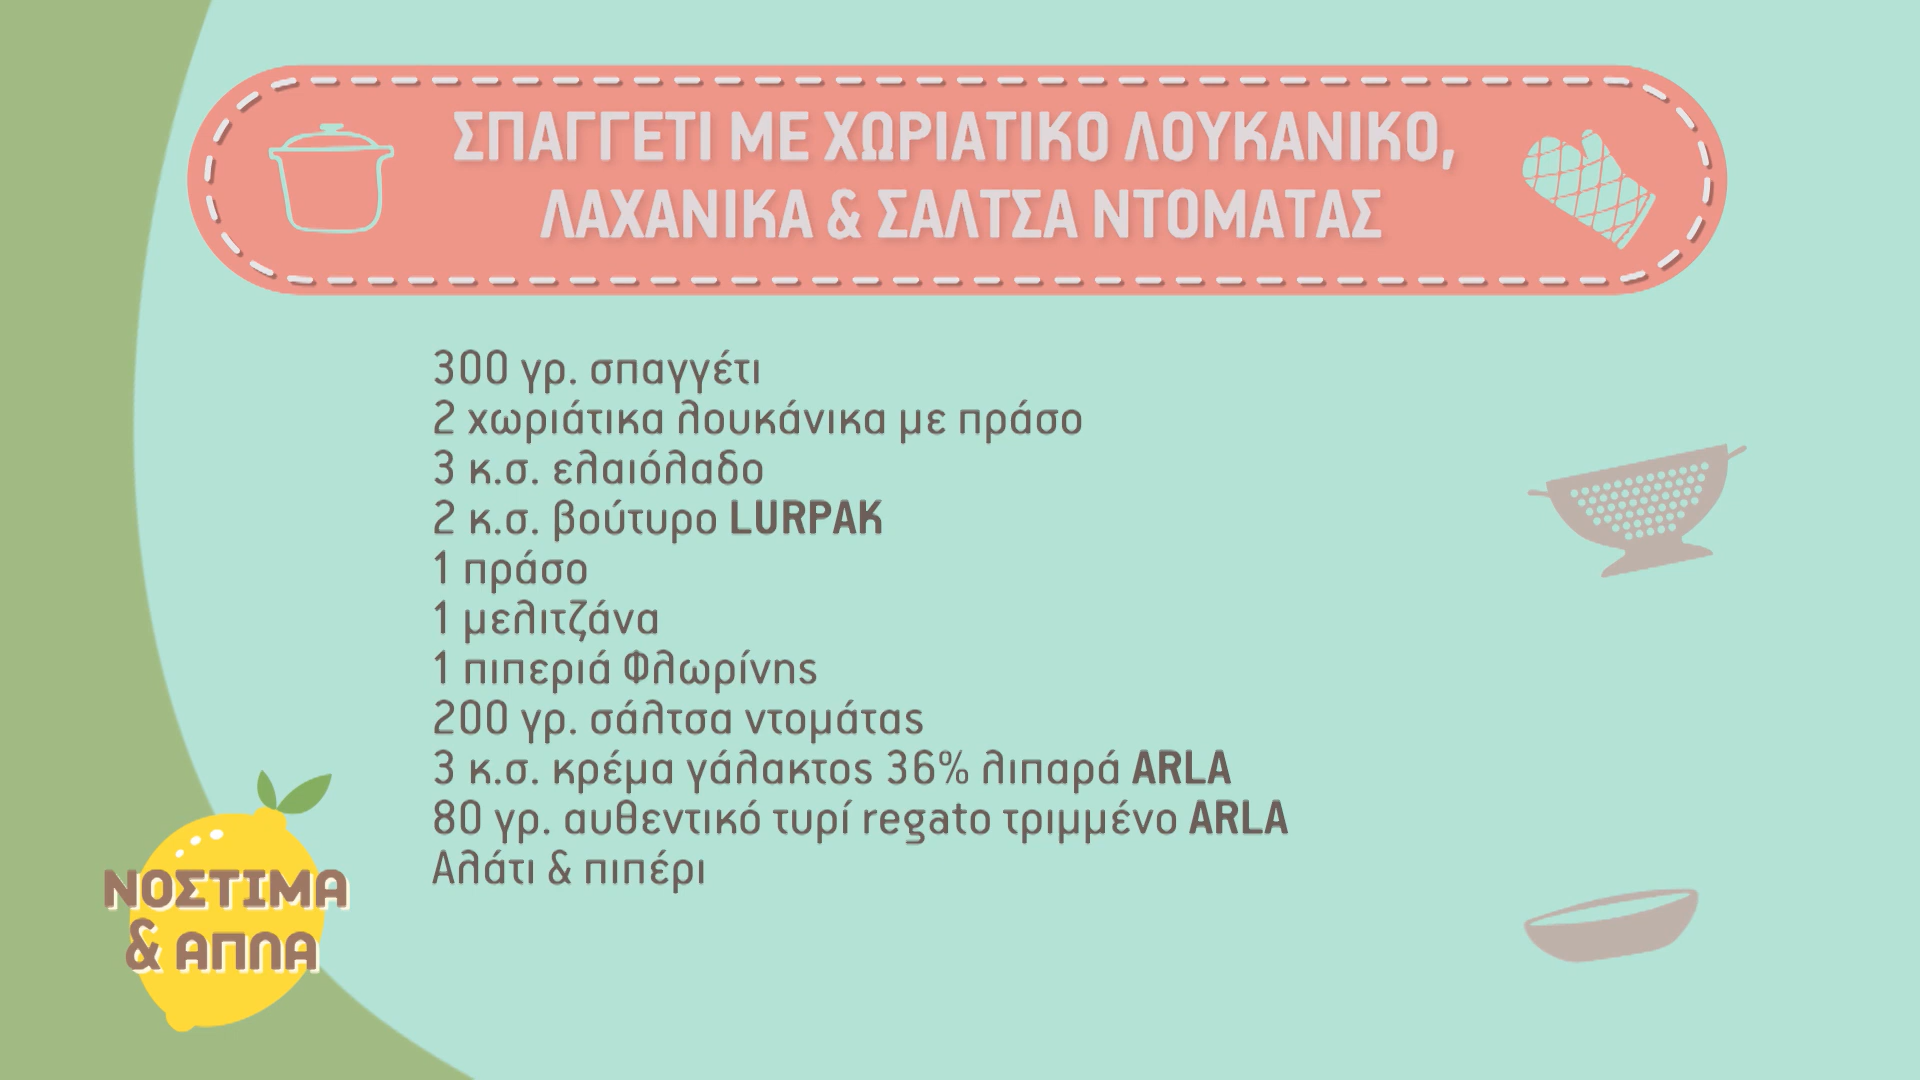 ΣΠΑΓΓΕΤΙ ΜΕ ΧΩΡΙΑΤΙΚΟ ΛΟΥΚΑΝΙΚΟ,
ΛΑΧΑΝΙΚΑ & ΣΑΛΤΣΑ ΝΤΟΜΑΤΑΣ
300 γρ. σπαγγέτι
2 χωριάτικα λουκάνικα με πράσο
3 κ.σ. ελαιόλαδο
2 κ.σ. βούτυρο LURPAK
1 πράσο
1 μελιτζάνα
1 πιπεριά Φλωρίνης
200 γρ. σάλτσα ντομάτας
3 κ.σ. κρέμα γάλακτος 36% λιπαρά ARLA
80 γρ. αυθεντικό τυρί regato τριμμένο ARLA
Αλάτι & πιπέρι
ΝΟΣΤΙΜΑ
& ΑΠΛΑ